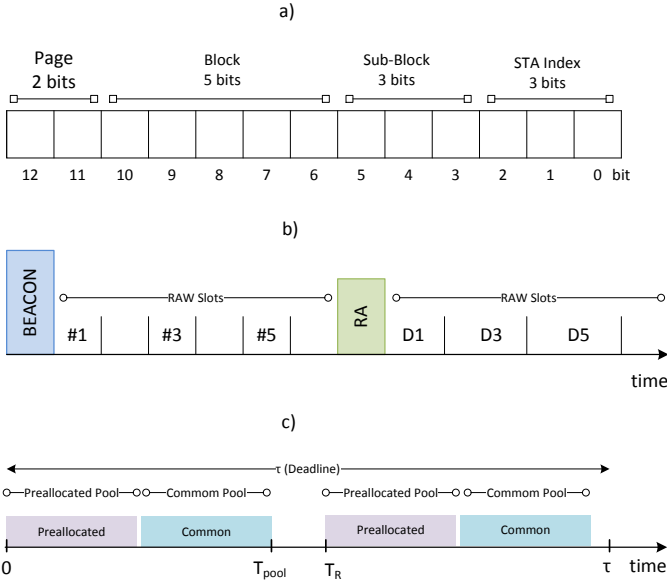 a)
Page
2 bits
Block
5 bits
Sub-Block
3 bits
STA Index
3 bits
12 11 10 9 8 7 6 5 4 3 2 1 0 bit
b)
BEACON
RAW Slots
#1 #3 #5
RA
RAW Slots
D1 D3 D5
time
c)
τ (Deadline)
Preallocated Pool Commom Pool Preallocated Pool Commom Pool
Preallocated Common Preallocated Common
0 Tpool TR τ time